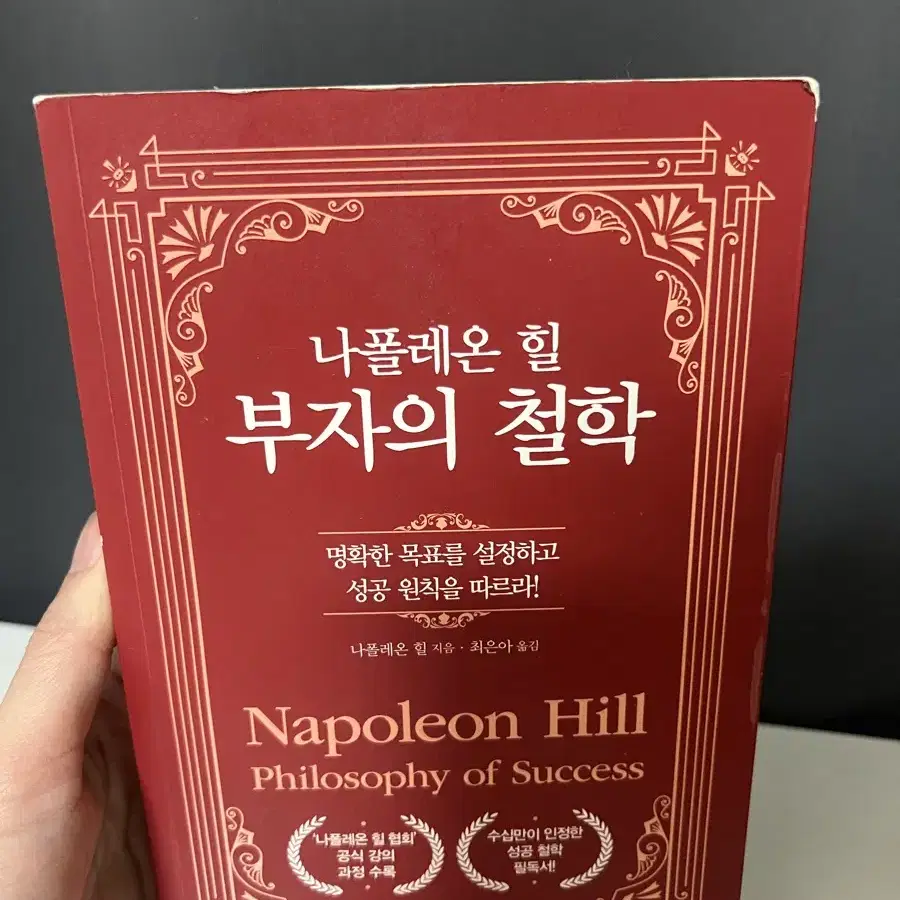 나폴레온 힐
부자의 철학
명확한 목표를 설정하고
성공 원칙을 따르라!
나폴레온 힐 지음 · 최은아 옮김
Napoleon Hill
Philosophy of Success
'나폴레온 힐 협회'
공식 강의
과정 수록
수십만이 인정한
성공 철학
필독서!